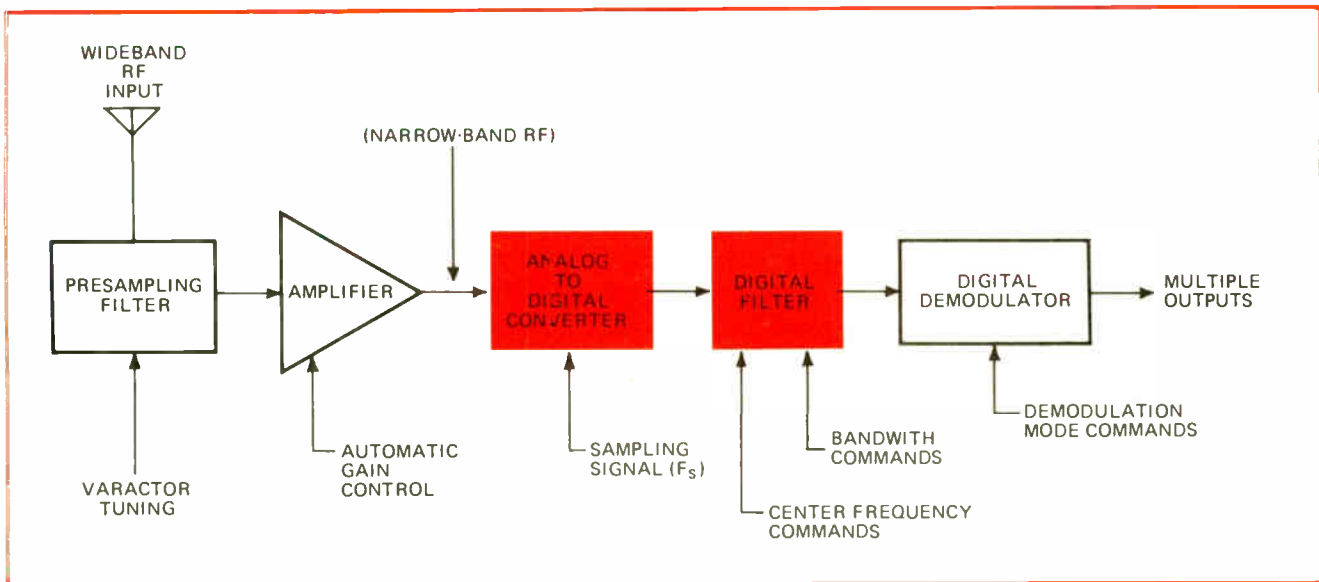 WIDEBAND
RF
INPUT
(NARROW-BAND RF)
PRESAMPLING
FILTER
AMPLIFIER
ANALOG
TO
DIGITAL
CONVERTER
DIGITAL
FILTER
DIGITAL
DEMODULATOR
MULTIPLE
OUTPUTS
VARACTOR
TUNING
AUTOMATIC
GAIN
CONTROL
SAMPLING
SIGNAL (Fs)
BANDWITH
COMMANDS
CENTER FREQUENCY
COMMANDS
DEMODULATION
MODE COMMANDS